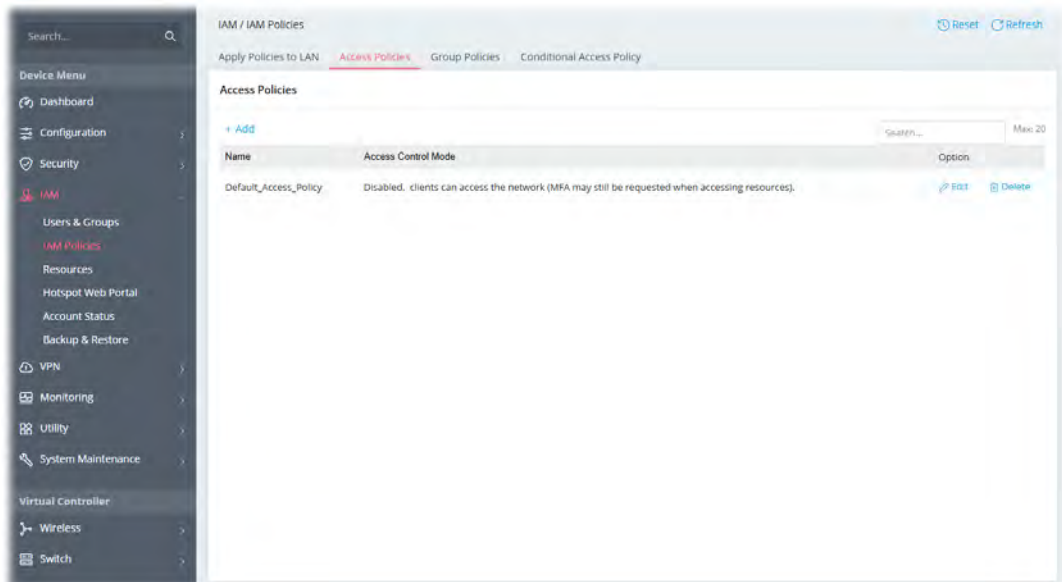 Search...
Device Menu
Dashboard
Configuration
Security
IAM
Users & Groups
IAM Policies
Resources
Hotspot Web Portal
Account Status
Backup & Restore
VPN
Monitoring
Utility
System Maintenance
Virtual Controller
Wireless
Switch
IAM / IAM Policies
Reset Refresh
Apply Policies to LAN Access Policies Group Policies Conditional Access Policy
Access Policies
+ Add Search... Max: 20
Name Access Control Mode Option
Default_Access_Policy Disabled. clients can access the network (MFA may still be requested when accessing resources). Edit Delete